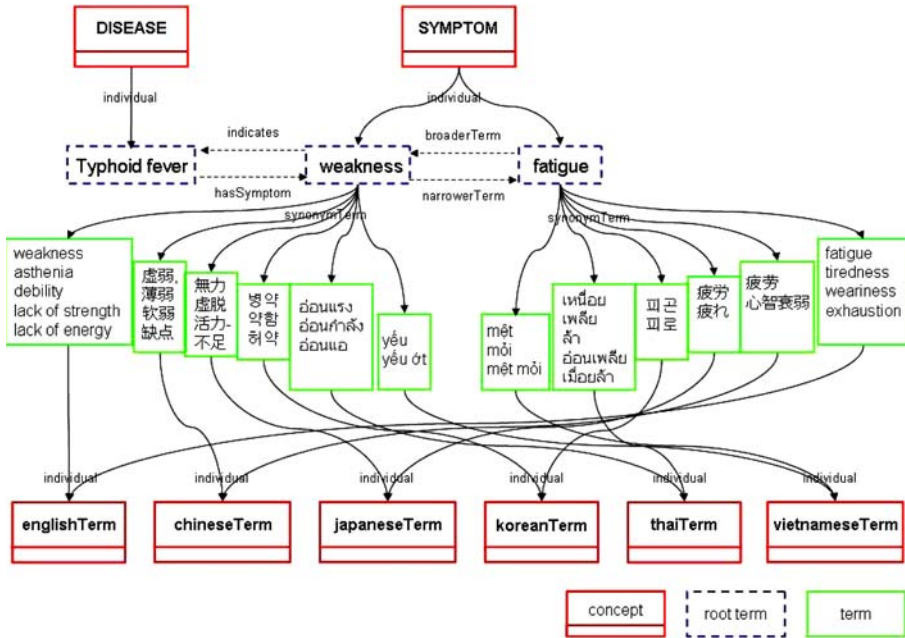 DISEASE
SYMPTOM
individual
individual
indicates
broaderTerm
Typhoid fever
weakness
fatigue
hasSymptom
narrowerTerm
synonymTerm
synonymTerm
weakness
asthenia
debility
lack of strength
lack of energy
虚弱,
薄弱
软弱
缺点
無力
虚脱
活力-
不足
병약
약함
허약
อ่อนแรง
อ่อนกำลัง
อ่อนแอ
yếu
yếu ớt
mệt
mỏi
mệt mỏi
เหนื่อย
เพลีย
ล้า
อ่อนเพลีย
เมื่อยล้า
피곤
피로
疲労
疲れ
疲劳
心智衰弱
fatigue
tiredness
weariness
exhaustion
individual
individual
individual
individual
individual
individual
englishTerm
chineseTerm
japaneseTerm
koreanTerm
thaiTerm
vietnameseTerm
concept
root term
term